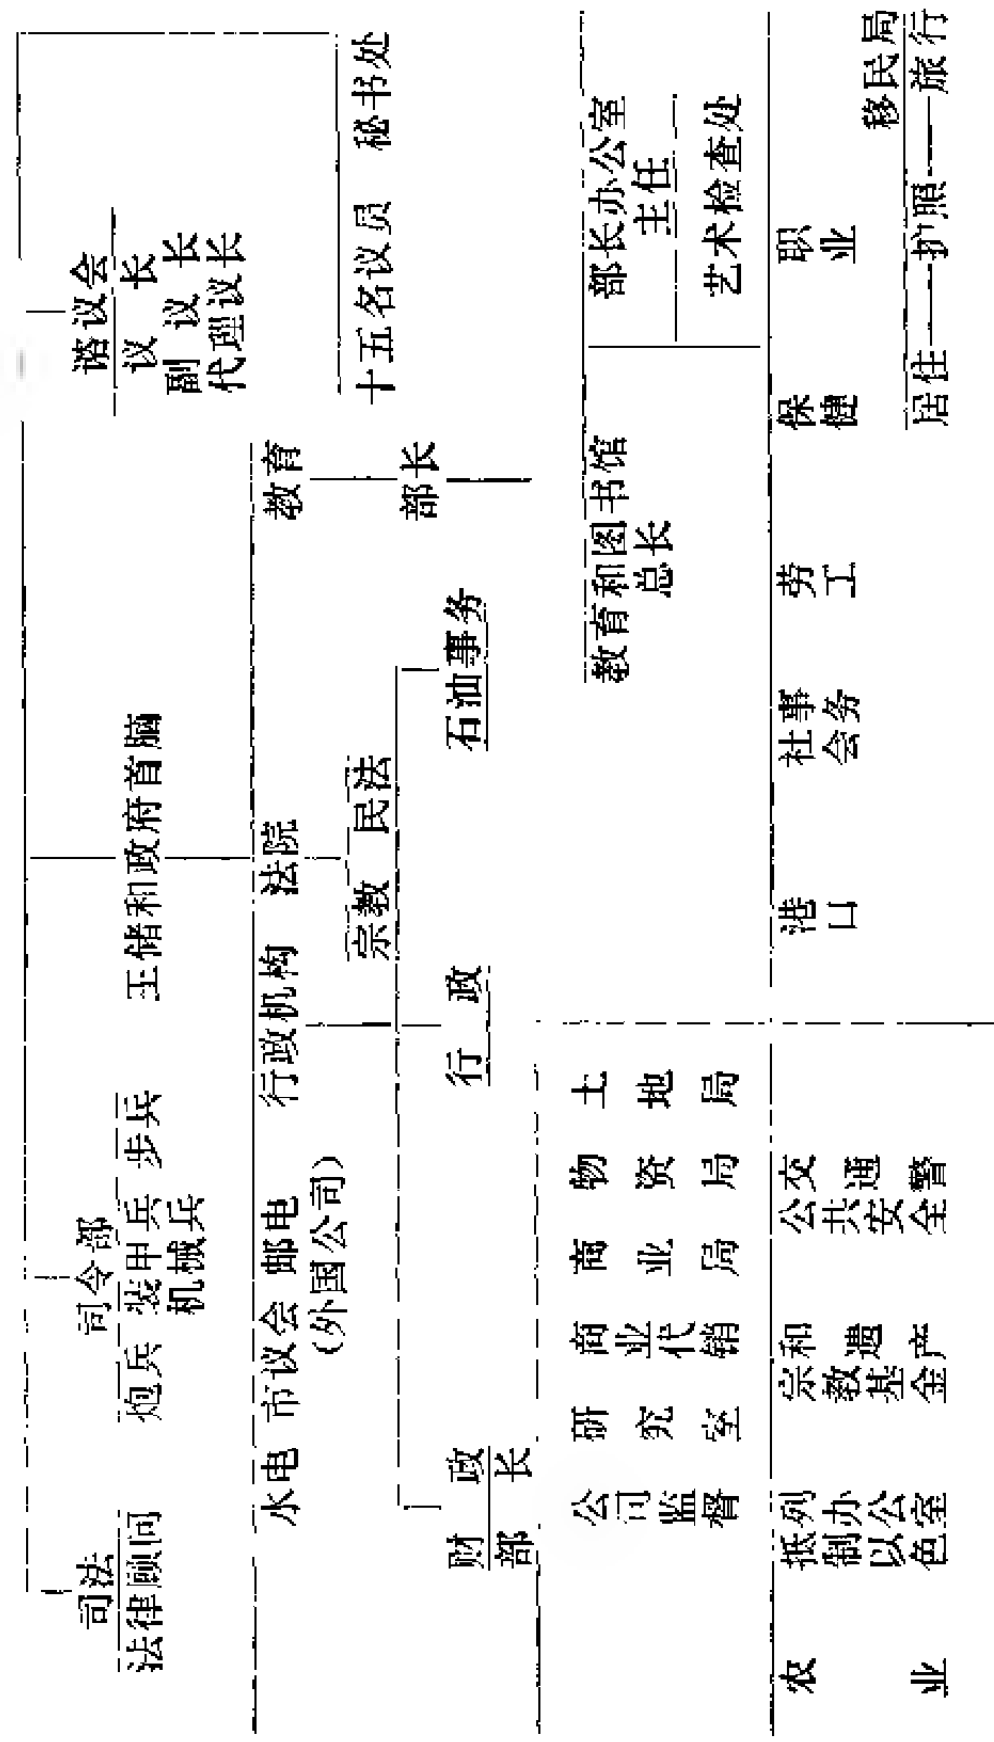 司法
法律顾问
司令部
炮兵 装甲兵 步兵
机械兵
王储和政府首脑
谘议会
议长
副议长
代理议长
十五名议员 秘书处
水电 市议会 邮电 行政机构 法院 教育
(外国公司)
宗教 民法
部长
财政
部长
行政
石油事务
公司监督
研究室
商业代销
商业局
物资局
土地局
教育和图书馆
总长
部长办公室
主任
艺术检查处
农业
抵制以色
列办公室
宗教基金
和遗产
公共安全
交通警
港口
社会
事务
劳工
保健
职业
移民局
居住——护照——旅行